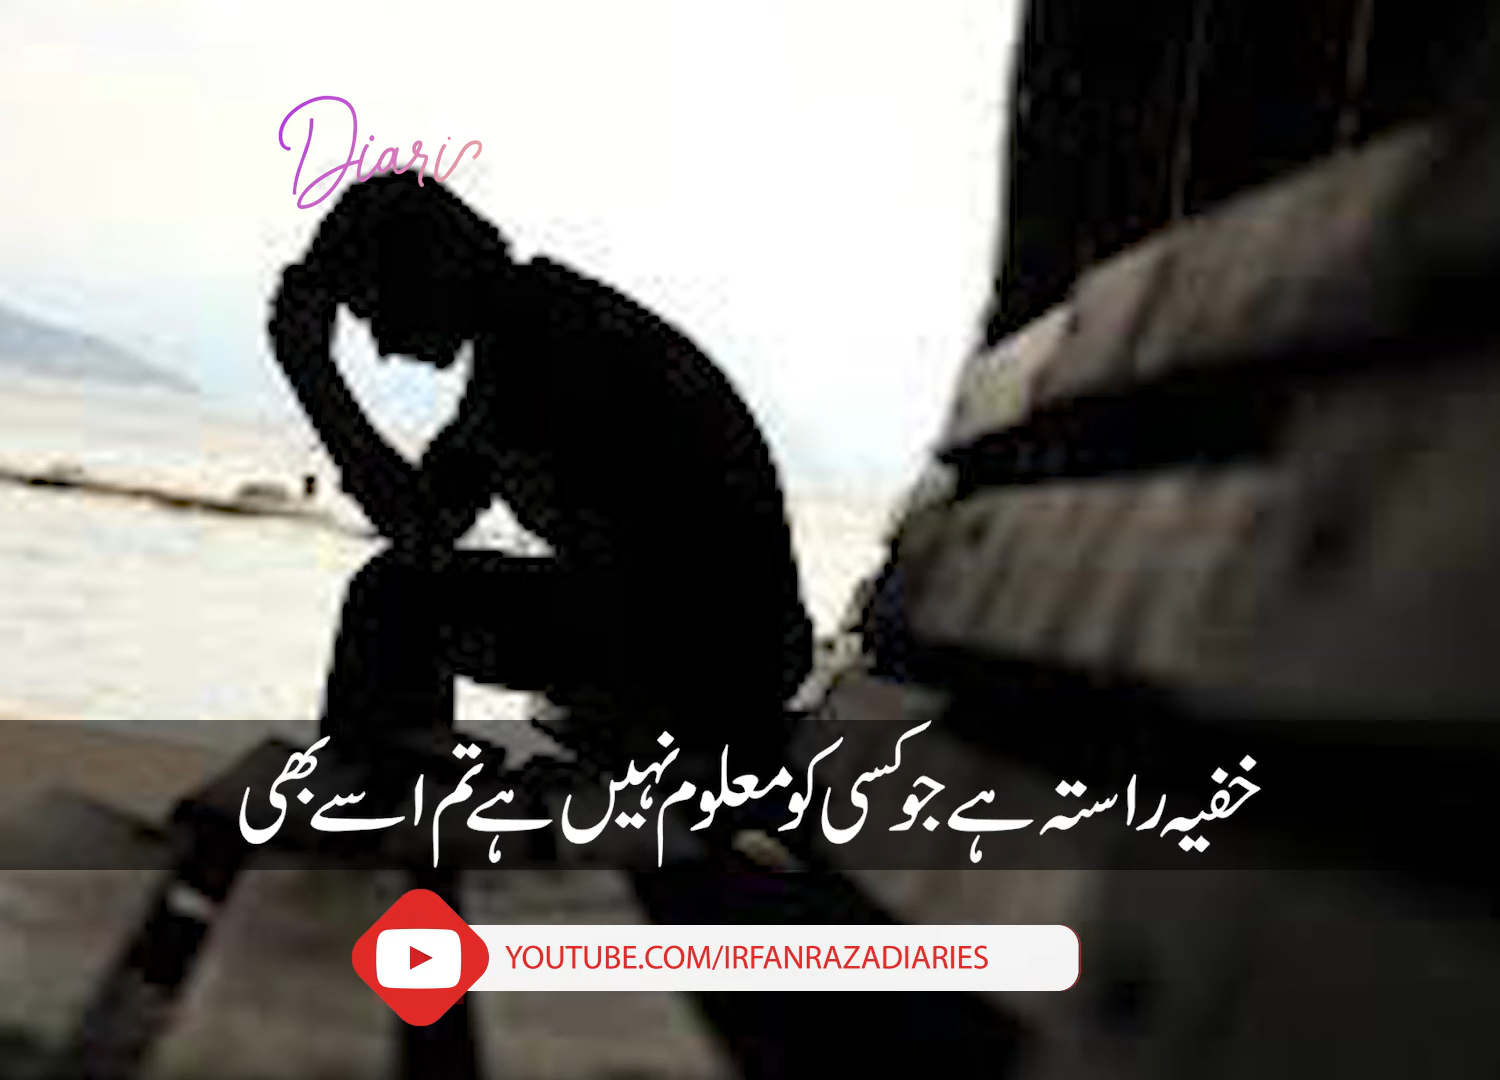 Diari
خفیہ راستہ ہے جو کسی کو معلوم نہیں ہے تم اسے بھی
YOUTUBE.COM/IRFANRAZADIARIES